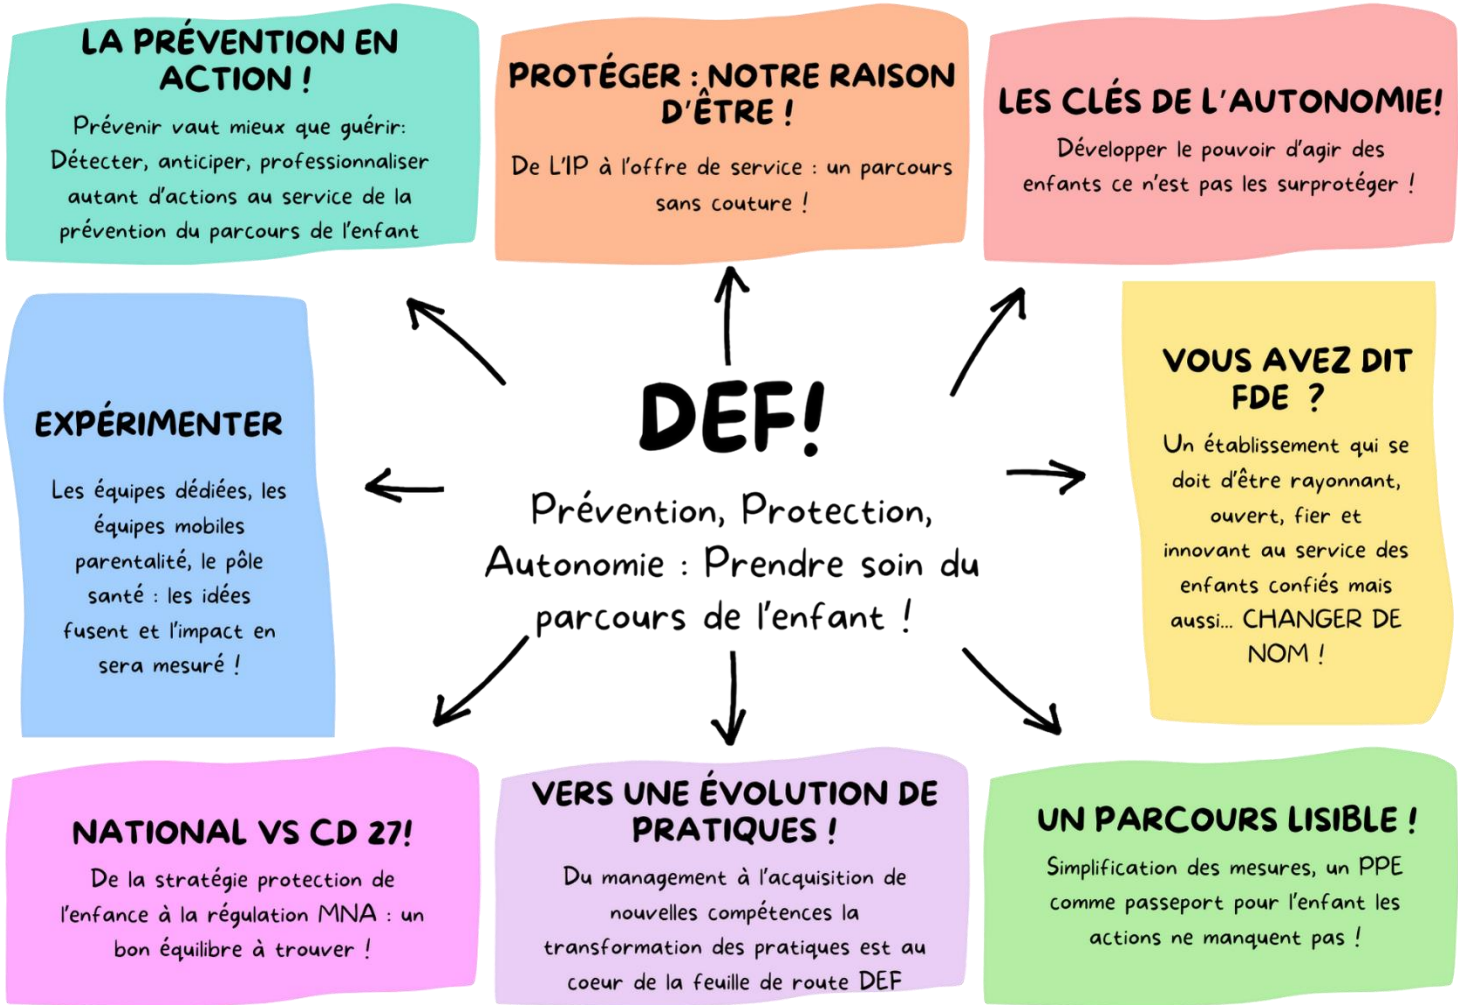 LA PRÉVENTION EN
ACTION !
Prévenir vaut mieux que guérir:
Détecter, anticiper, professionnaliser
autant d'actions au service de la
prévention du parcours de l'enfant
PROTÉGER : NOTRE RAISON
D'ÊTRE !
De L'IP à l'offre de service : un parcours
sans couture !
LES CLÉS DE L'AUTONOMIE!
Développer le pouvoir d'agir des
enfants ce n'est pas les surprotéger !
EXPÉRIMENTER
Les équipes dédiées, les
équipes mobiles
parentalité, le pôle
santé : les idées
fusent et l'impact en
sera mesuré !
DEF!
Prévention, Protection,
Autonomie : Prendre soin du
parcours de l'enfant !
VOUS AVEZ DIT
FDE ?
Un établissement qui se
doit d'être rayonnant,
ouvert, fier et
innovant au service des
enfants confiés mais
aussi... CHANGER DE
NOM !
NATIONAL VS CD 27!
De la stratégie protection de
l'enfance à la régulation MNA : un
bon équilibre à trouver !
VERS UNE ÉVOLUTION DE
PRATIQUES !
Du management à l'acquisition de
nouvelles compétences la
transformation des pratiques est au
coeur de la feuille de route DEF
UN PARCOURS LISIBLE !
Simplification des mesures, un PPE
comme passeport pour l'enfant les
actions ne manquent pas !